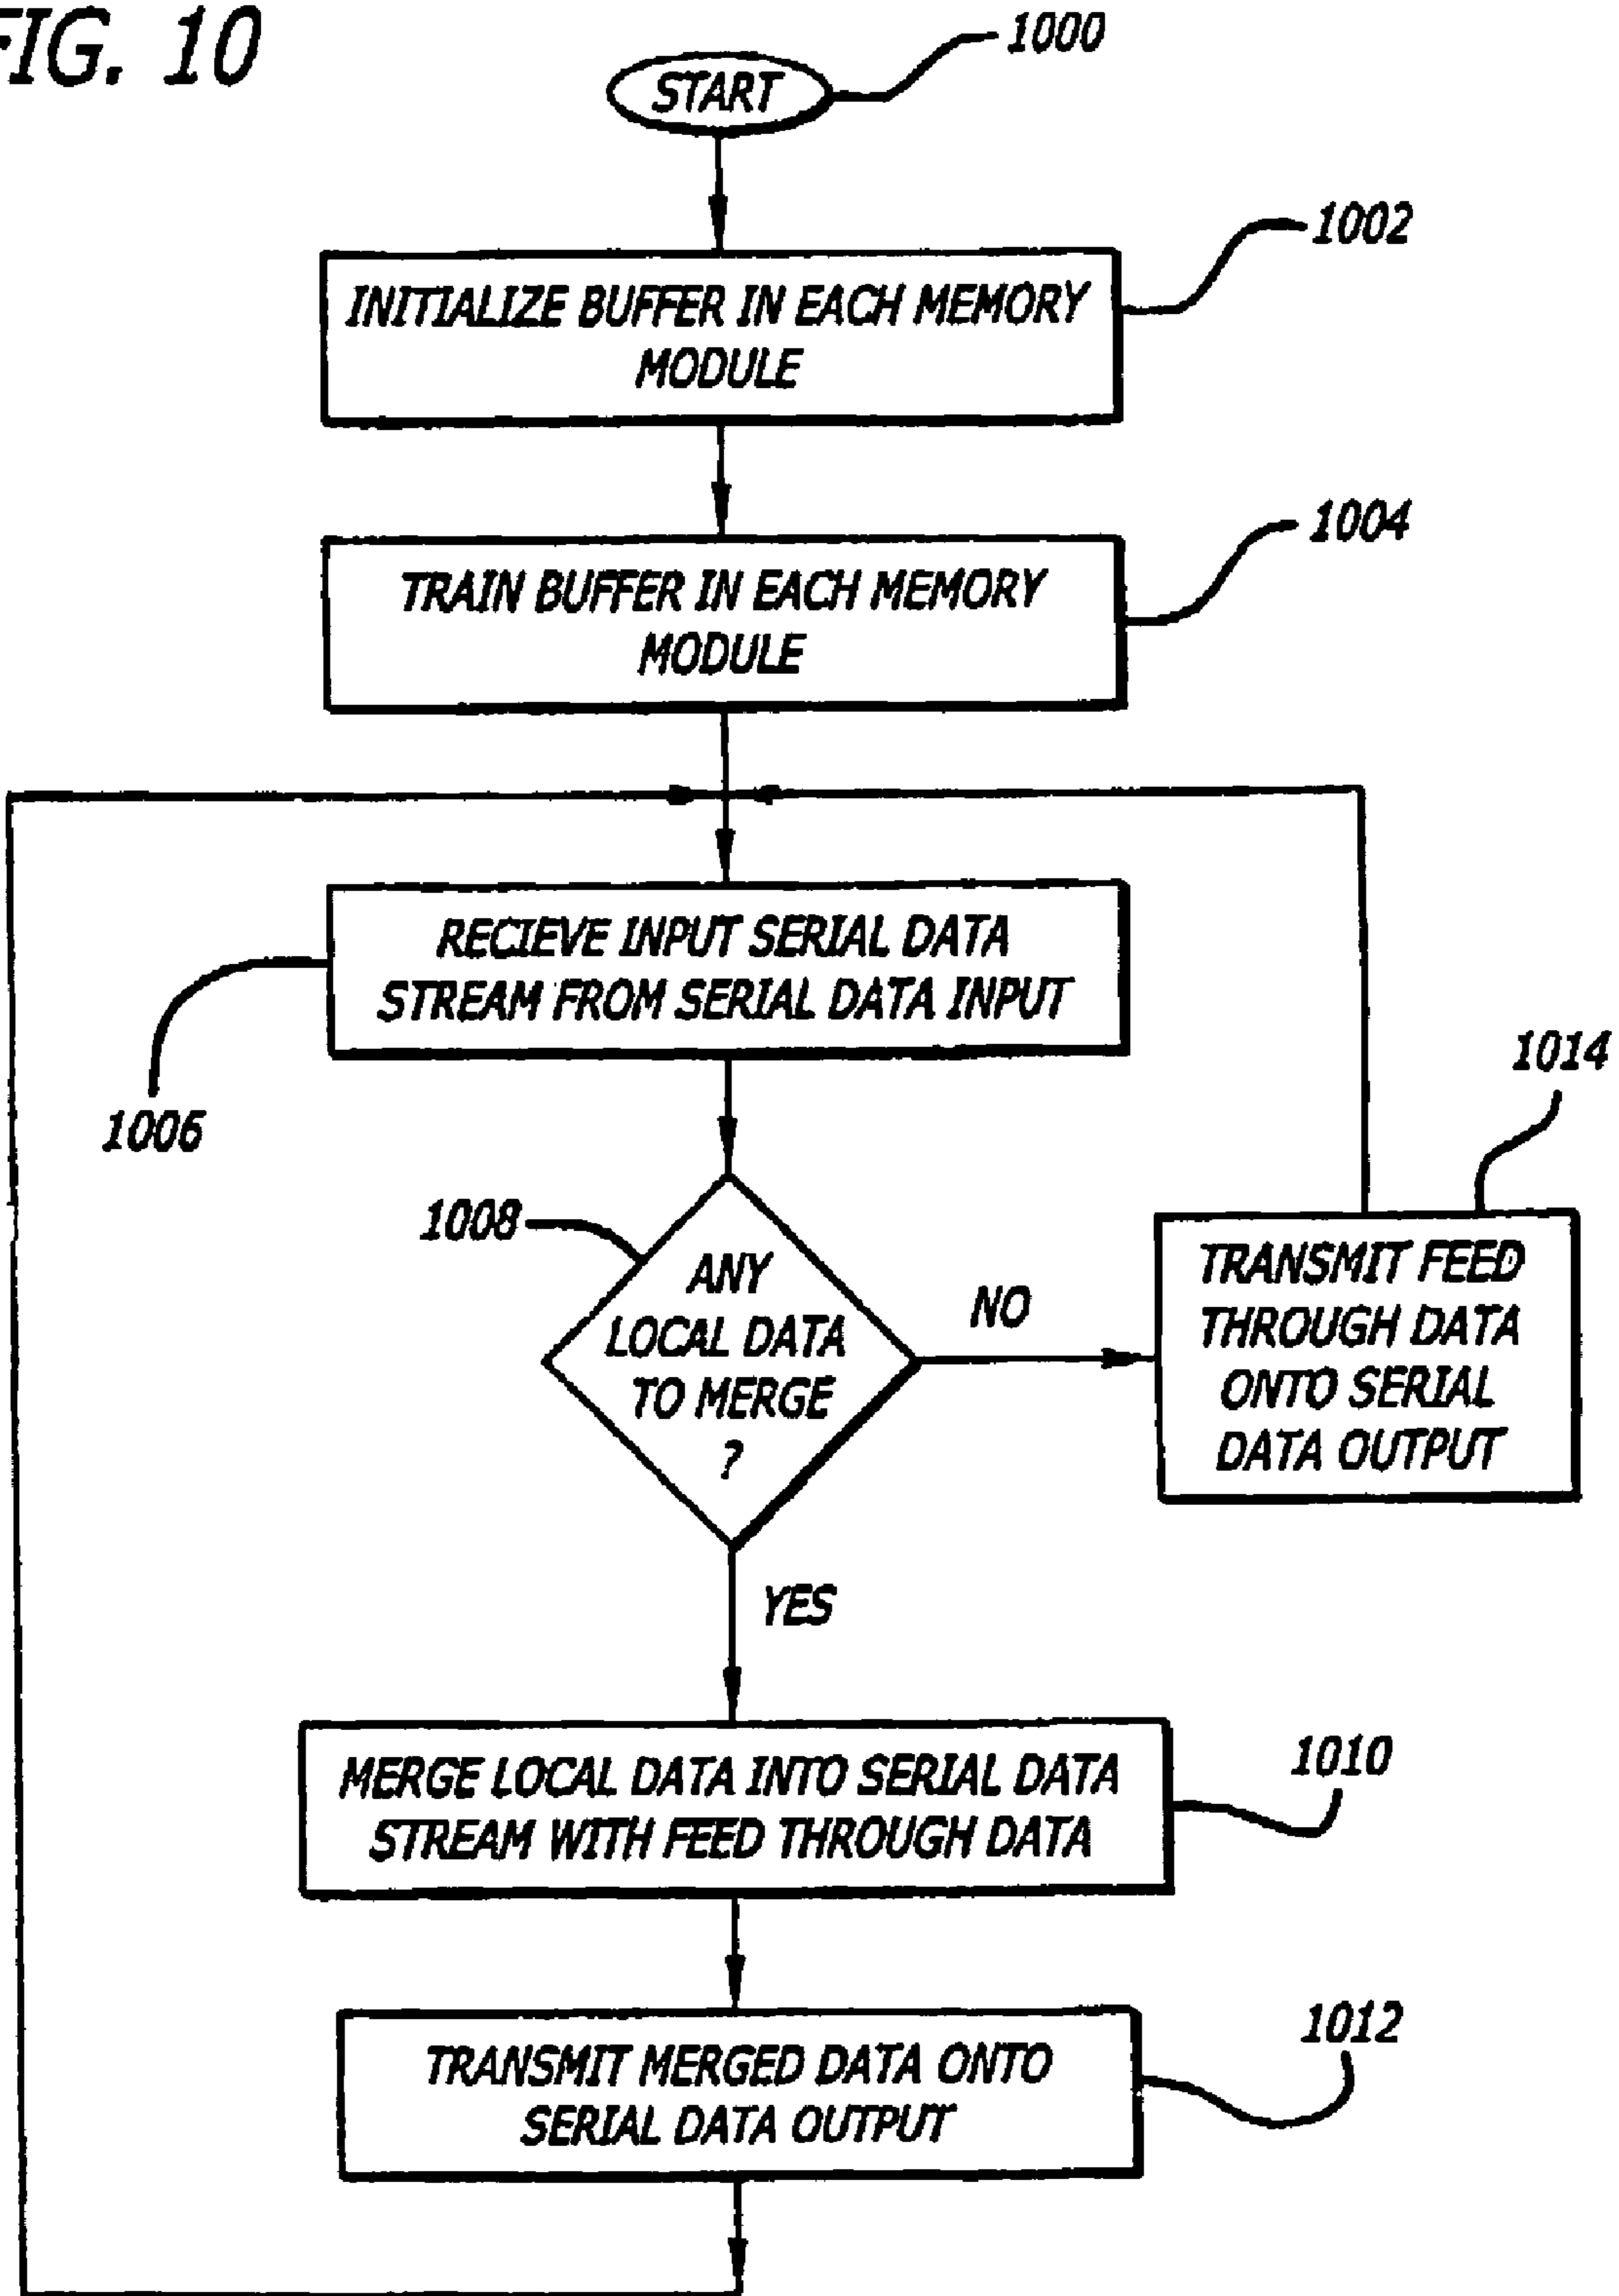 FIG. 10
1000
START
1002
INITIALIZE BUFFER IN EACH MEMORY
MODULE
1004
TRAIN BUFFER IN EACH MEMORY
MODULE
RECIEVE INPUT SERIAL DATA
STREAM FROM SERIAL DATA INPUT
1006
1014
1008
ANY
LOCAL DATA
TO MERGE
?
NO
TRANSMIT FEED
THROUGH DATA
ONTO SERIAL
DATA OUTPUT
YES
MERGE LOCAL DATA INTO SERIAL DATA
STREAM WITH FEED THROUGH DATA
1010
TRANSMIT MERGED DATA ONTO
SERIAL DATA OUTPUT
1012